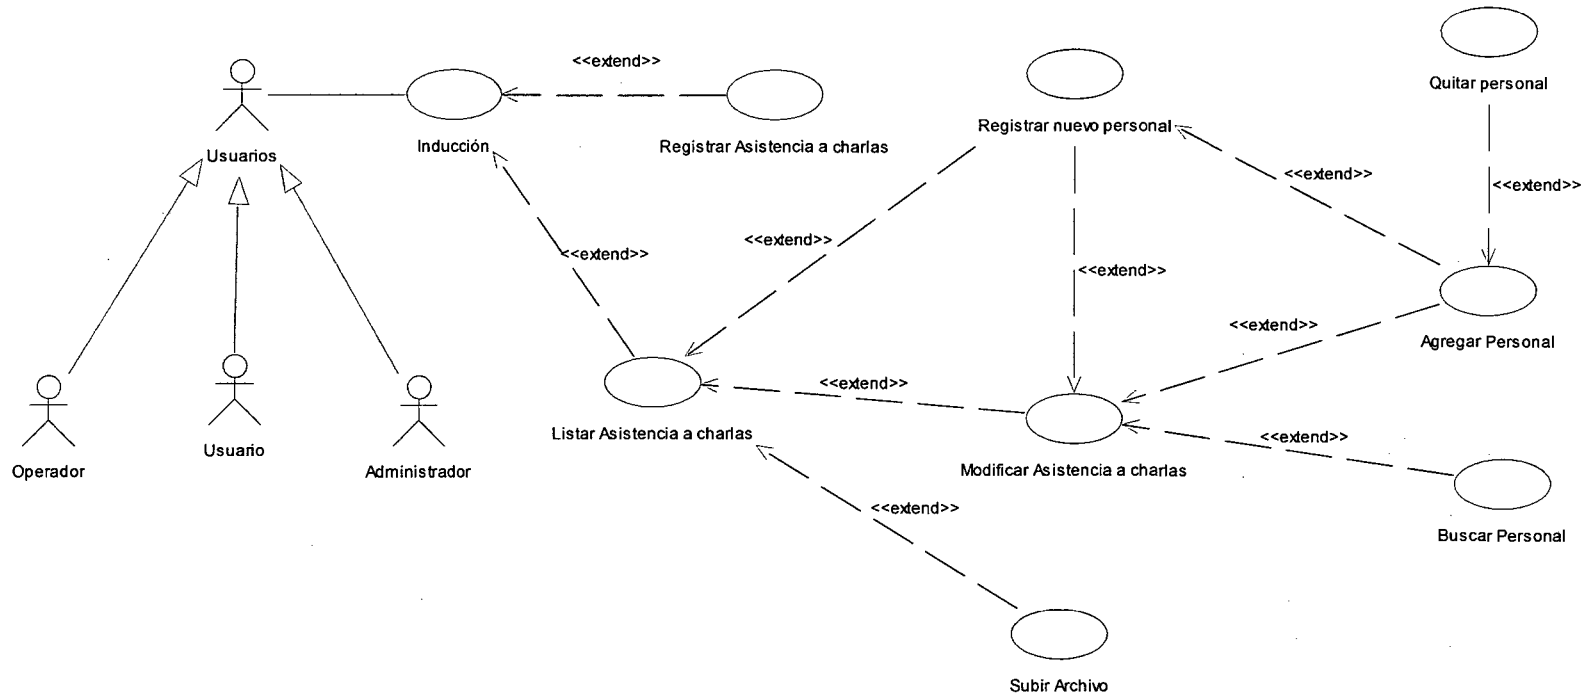 <<extend>>
Quitar personal
Registrar nuevo personal
Inducción
Registrar Asistencia a charlas
Usuarios
<<extend>>
<<extend>>
<<extend>>
<<extend>>
<<extend>>
<<extend>>
Agregar Personal
<<extend>>
Listar Asistencia a charlas
<<extend>>
Usuario
Operador
Administrador
Modificar Asistencia a charlas
<<extend>>
Buscar Personal
Subir Archivo